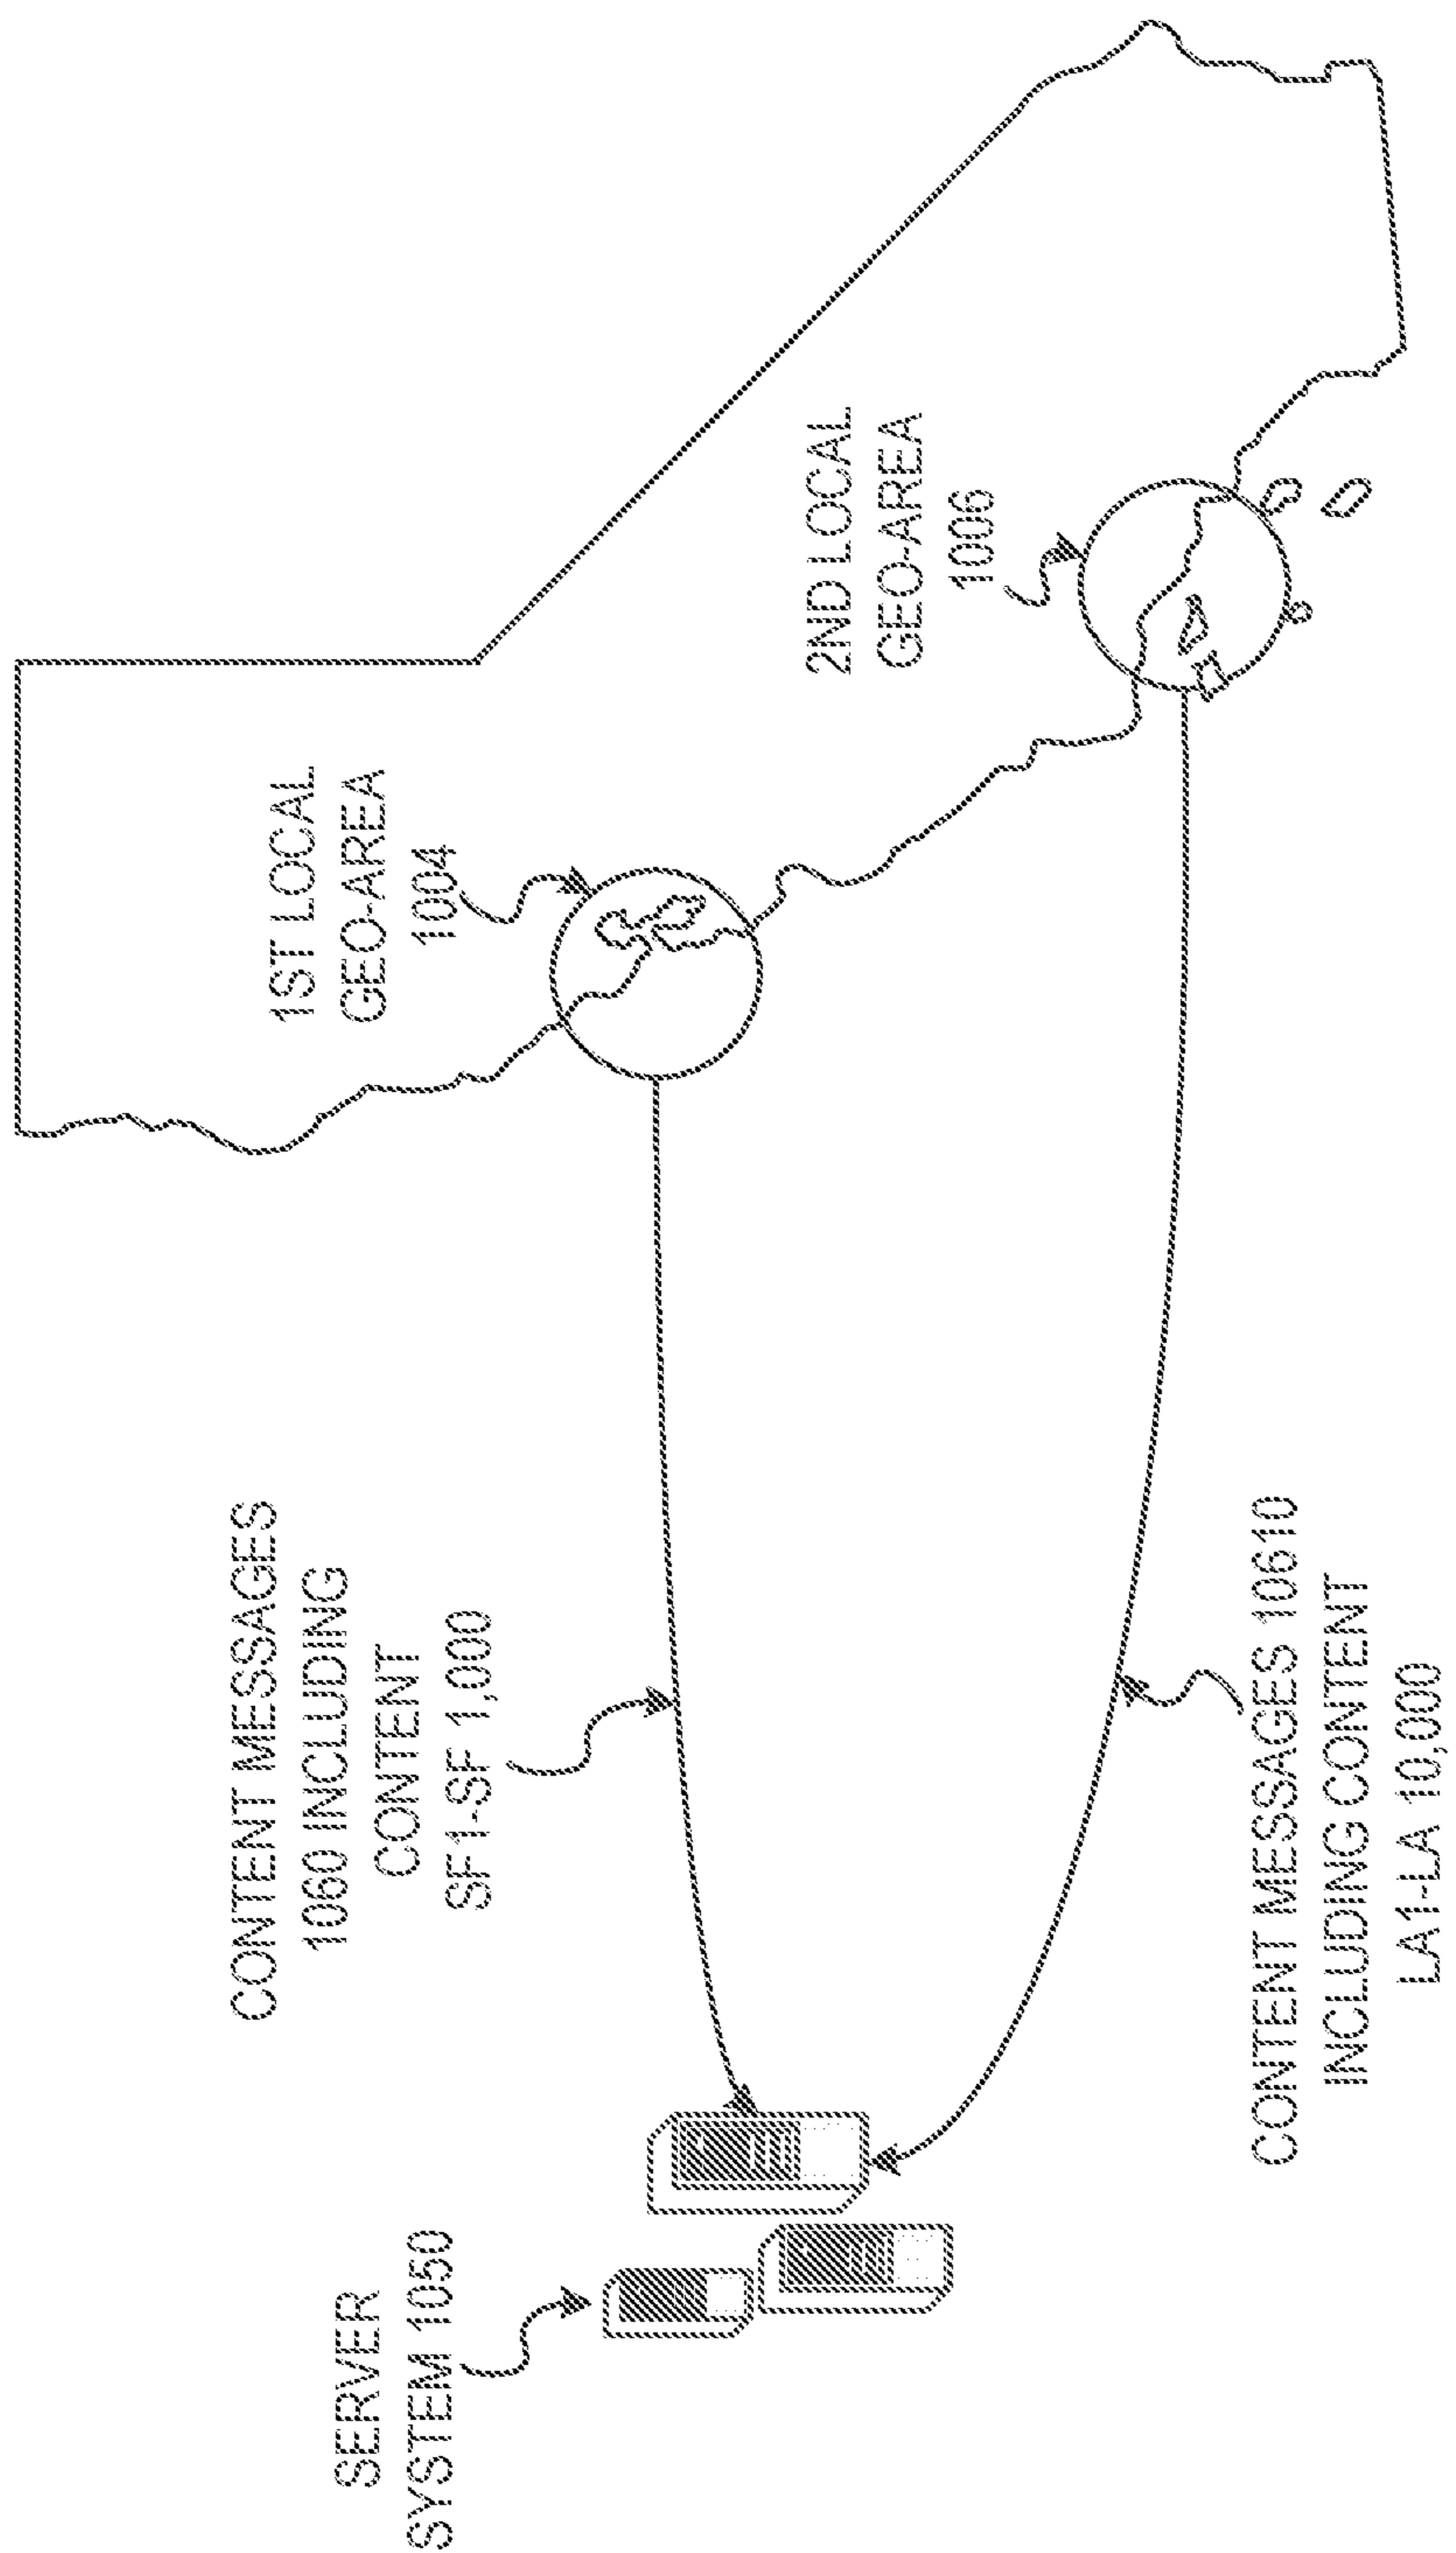 SERVER
SYSTEM 1050
CONTENT MESSAGES
1060 INCLUDING
CONTENT
SF1-SF 1,000
1ST LOCAL
GEO-AREA
1004
2ND LOCAL
GEO-AREA
1006
CONTENT MESSAGES 10610
INCLUDING CONTENT
LA1-LA 10,000